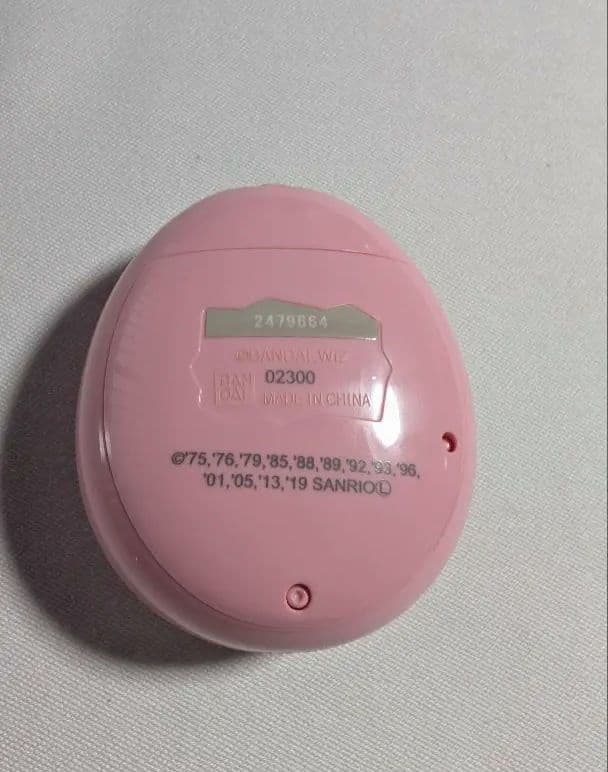 2479664
©BANDAI, WIZ
BAN
DAI
02300
MADE IN CHINA
©'75,'76,'79,'85,'88,'89,'92,'93,'96,
'01,'05,'13,'19 SANRIOⓁ